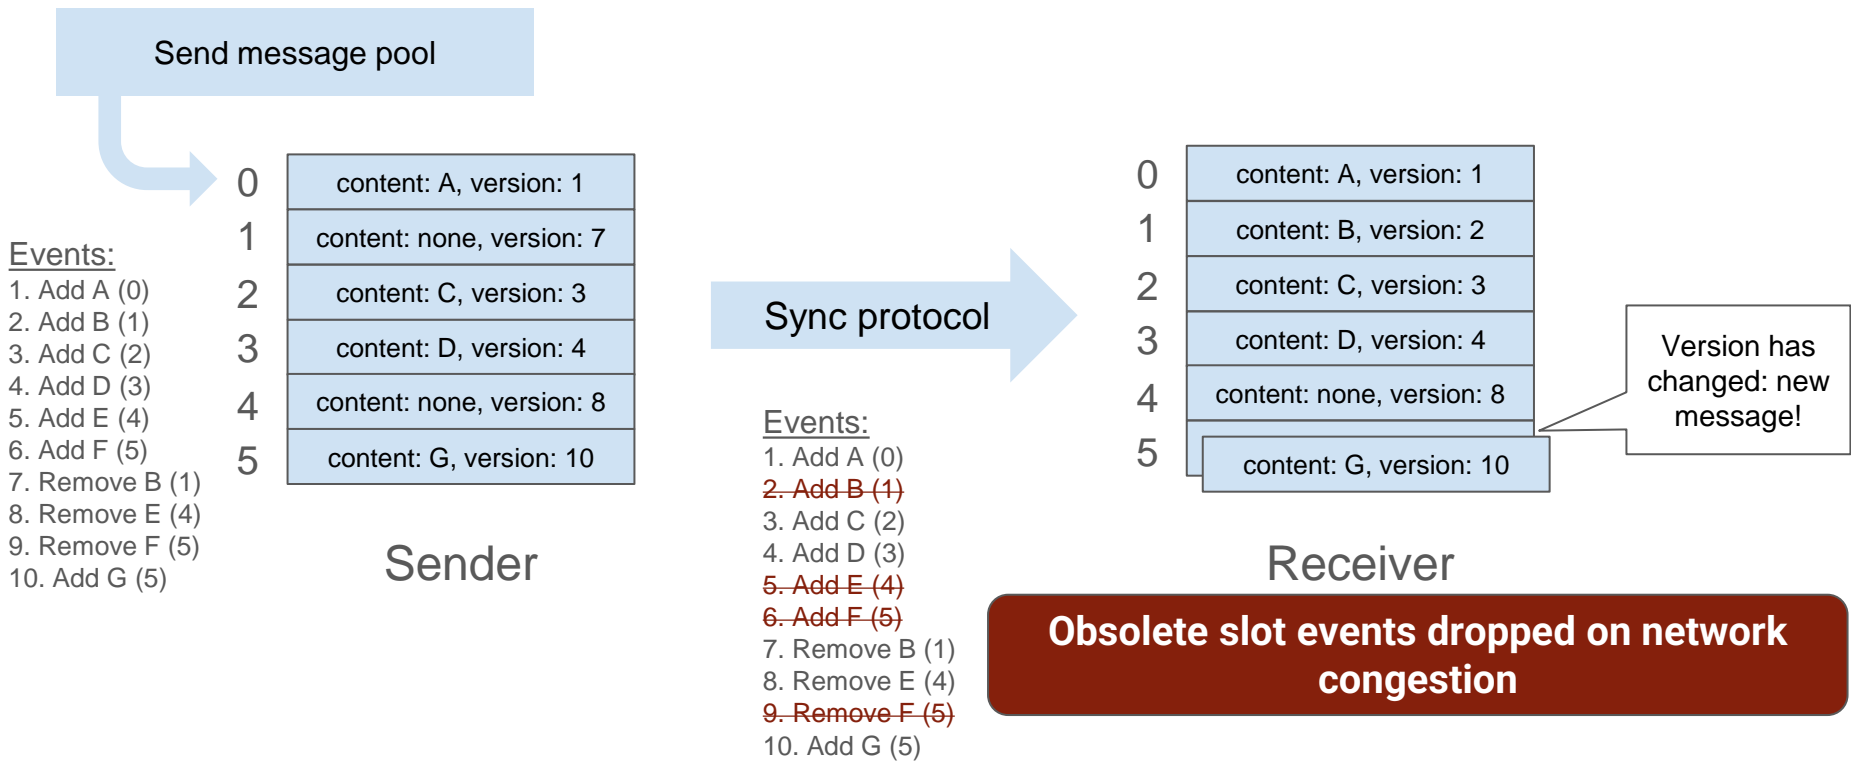 Send message pool
0
content: A, version: 1
1
content: none, version: 7
2
content: C, version: 3
3
content: D, version: 4
4
content: none, version: 8
5
content: G, version: 10
Sender
Events:
1. Add A (0)
2. Add B (1)
3. Add C (2)
4. Add D (3)
5. Add E (4)
6. Add F (5)
7. Remove B (1)
8. Remove E (4)
9. Remove F (5)
10. Add G (5)
Sync protocol
Events:
1. Add A (0)
2. Add B (1)
3. Add C (2)
4. Add D (3)
5. Add E (4)
6. Add F (5)
7. Remove B (1)
8. Remove E (4)
9. Remove F (5)
10. Add G (5)
0
content: A, version: 1
1
content: B, version: 2
2
content: C, version: 3
3
content: D, version: 4
4
content: none, version: 8
5
content: G, version: 10
Version has
changed: new
message!
Receiver
Obsolete slot events dropped on network
congestion